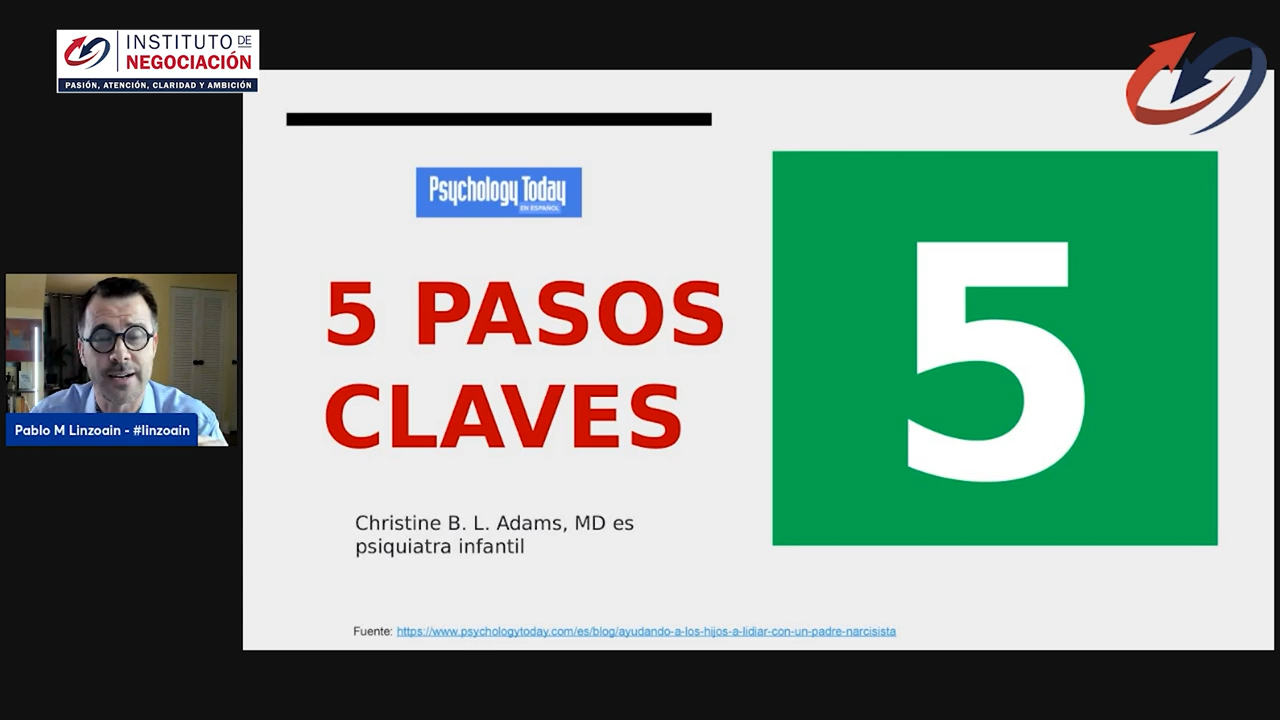 INSTITUTO DE
NEGOCIACIÓN
PASIÓN, ATENCIÓN, CLARIDAD Y AMBICIÓN
Psychology Today
EN ESPAÑOL
5 PASOS
CLAVES
5
Christine B. L. Adams, MD es
psiquiatra infantil
Pablo M Linzoain - #linzoain
Fuente: https://www.psychologytoday.com/es/blog/ayudando-a-los-hijos-a-lidiar-con-un-padre-narcisista